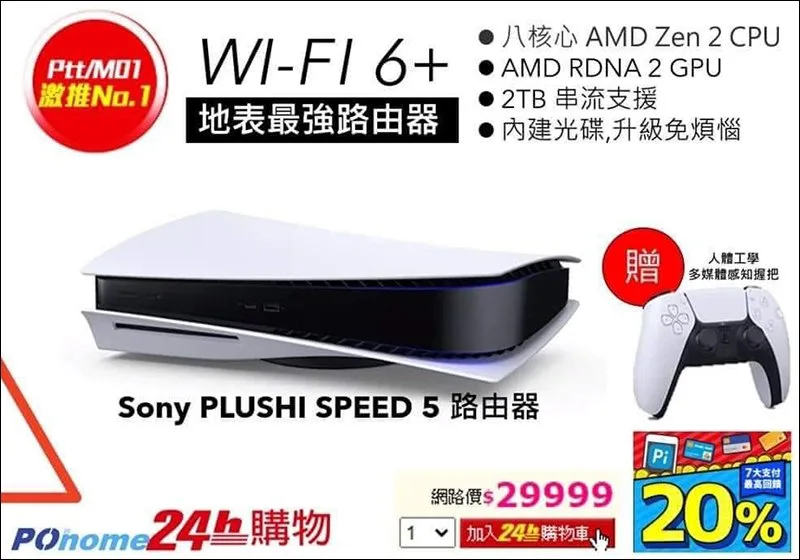 Ptt/M01
激推No.1
WI-FI 6+
地表最強路由器
● 八核心 AMD Zen 2 CPU
● AMD RDNA 2 GPU
● 2TB 串流支援
● 內建光碟,升級免煩惱
贈
人體工學
多媒體感知握把
Sony PLUSHI SPEED 5 路由器
Pi
7大支付
最高回饋
20%
網路價$29999
1
加入24h購物車
POhome24h購物